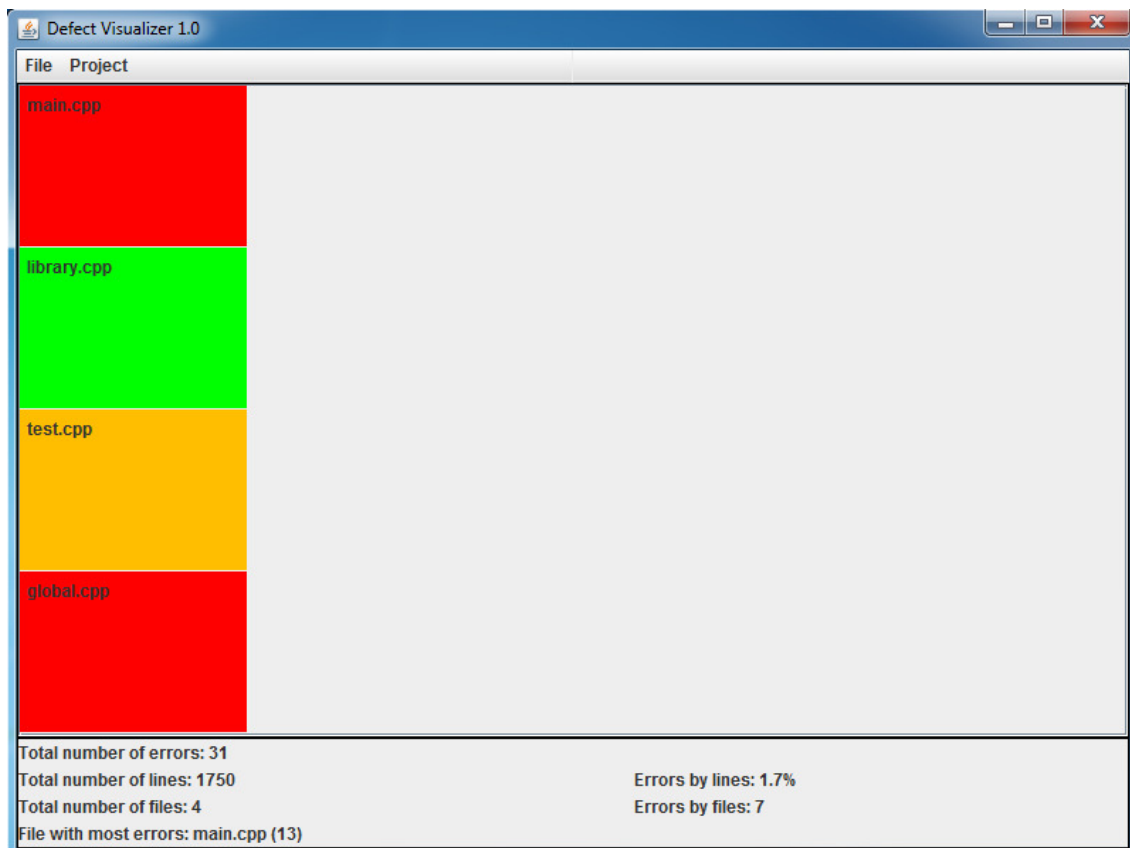 Defect Visualizer 1.0
File Project
main.cpp
library.cpp
test.cpp
global.cpp
Total number of errors: 31
Total number of lines: 1750 Errors by lines: 1.7%
Total number of files: 4 Errors by files: 7
File with most errors: main.cpp (13)